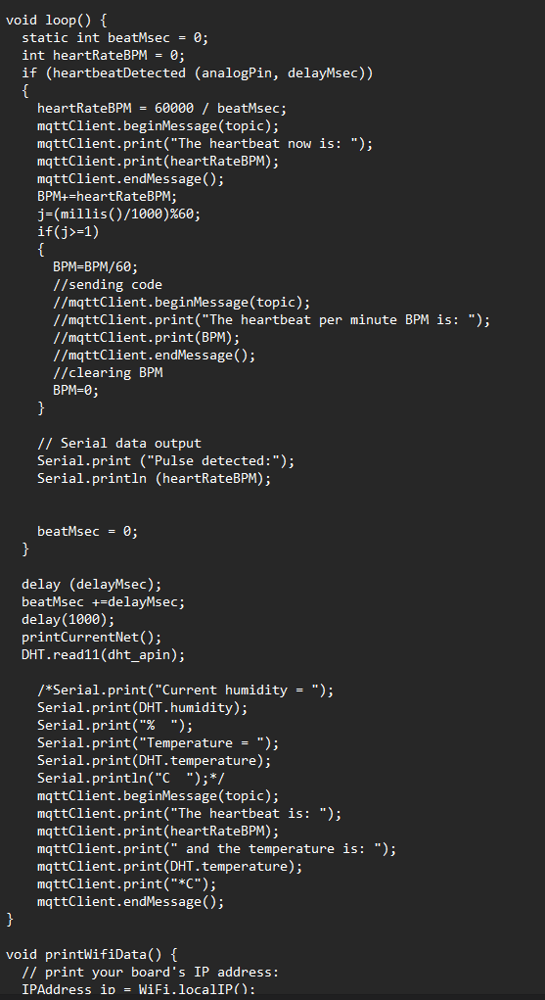 void loop() {
static int beatMsec = 0;
int heartRateBPM = 0;
if (heartbeatDetected (analogPin, delayMsec))
{
heartRateBPM = 60000 / beatMsec;
mqttClient.beginMessage(topic);
mqttClient.print("The heartbeat now is: ");
mqttClient.print(heartRateBPM);
mqttClient.endMessage();
BPM+=heartRateBPM;
j=(millis()/1000)%60;
if(j>=1)
{
BPM=BPM/60;
//sending code
//mqttClient.beginMessage(topic);
//mqttClient.print("The heartbeat per minute BPM is: ");
//mqttClient.print(BPM);
//mqttClient.endMessage();
//clearing BPM
BPM=0;
}
// Serial data output
Serial.print ("Pulse detected:");
Serial.println (heartRateBPM);
beatMsec = 0;
}
delay (delayMsec);
beatMsec +=delayMsec;
delay(1000);
printCurrentNet();
DHT.read11(dht_apin);
/*Serial.print("Current humidity = ");
Serial.print(DHT.humidity);
Serial.print("%  ");
Serial.print("Temperature = ");
Serial.print(DHT.temperature);
Serial.println("C  ");*/
mqttClient.beginMessage(topic);
mqttClient.print("The heartbeat is: ");
mqttClient.print(heartRateBPM);
mqttClient.print(" and the temperature is: ");
mqttClient.print(DHT.temperature);
mqttClient.print("*C");
mqttClient.endMessage();
}
void printWifiData() {
// print your board's IP address:
IPAddress ip = WiFi.localIP();